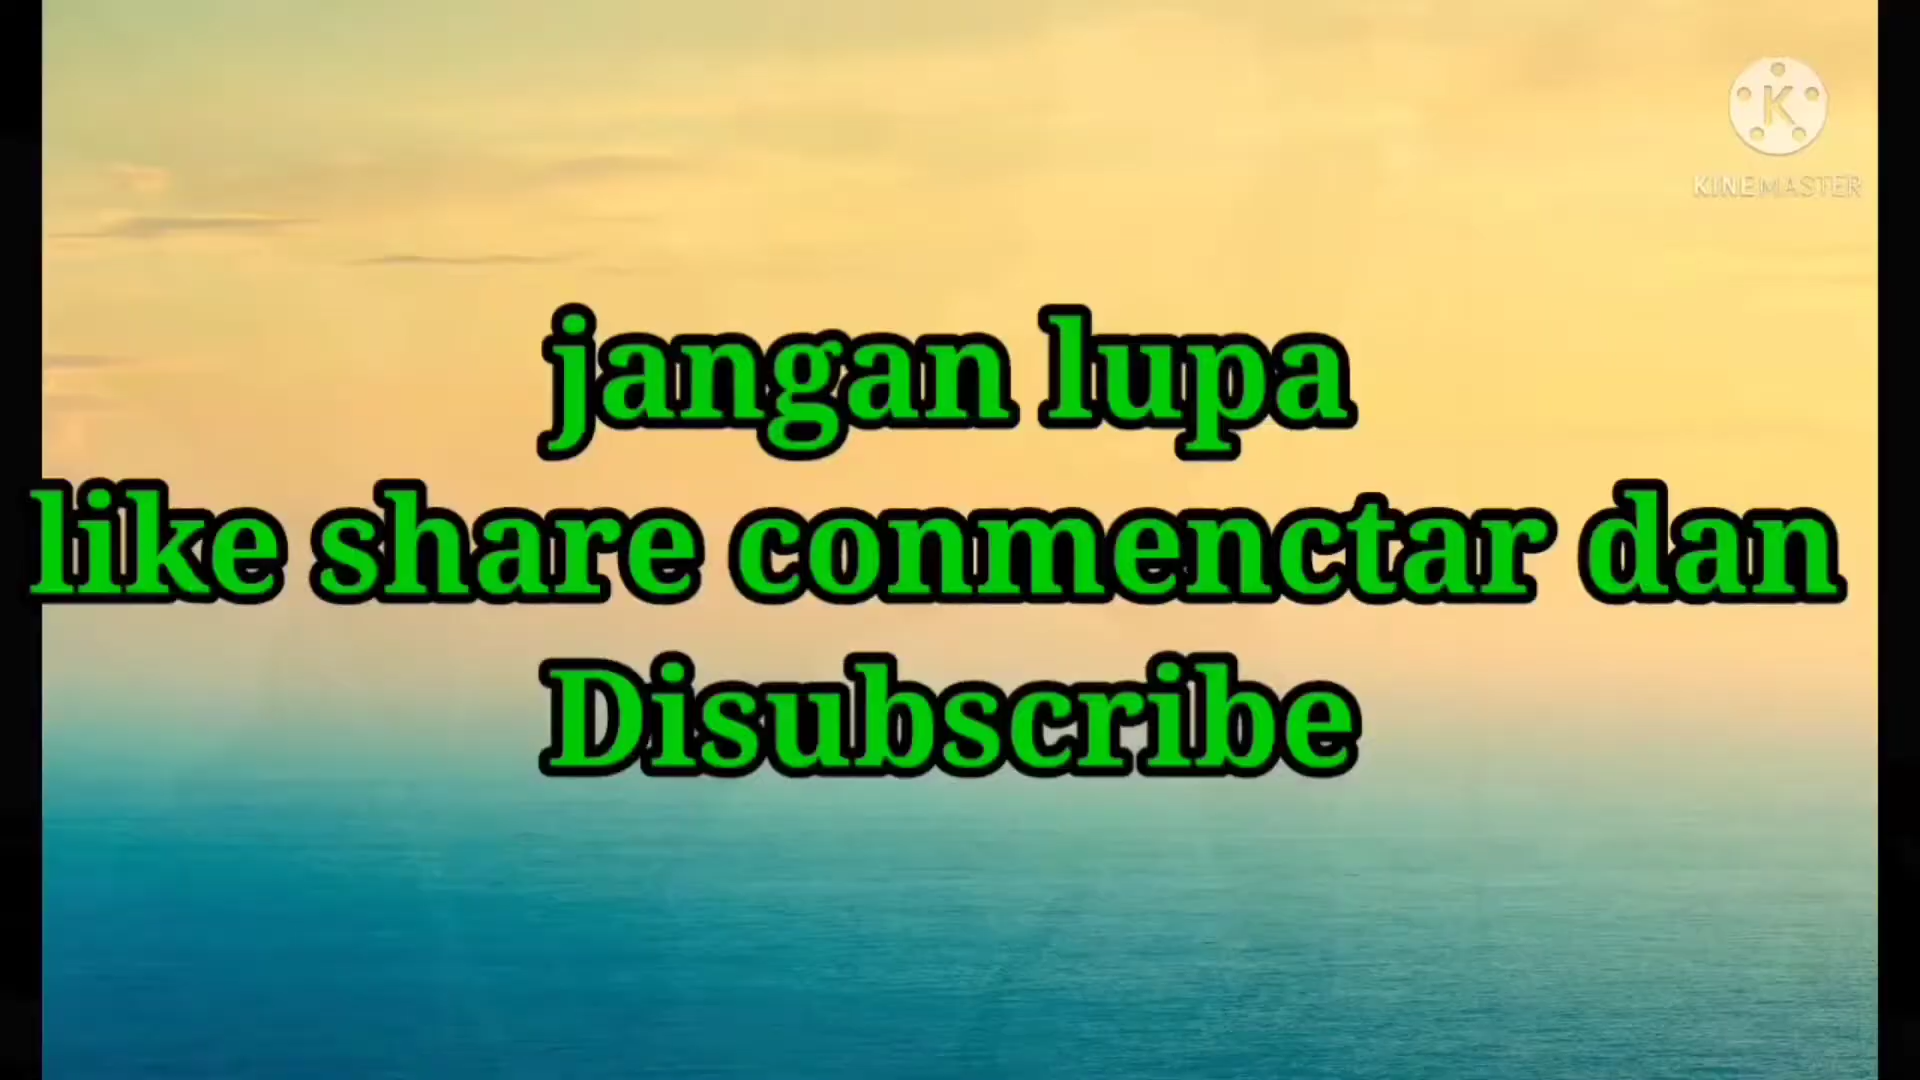 K
KINEMASTER
jangan lupa
like share conmenctar dan
Disubscribe